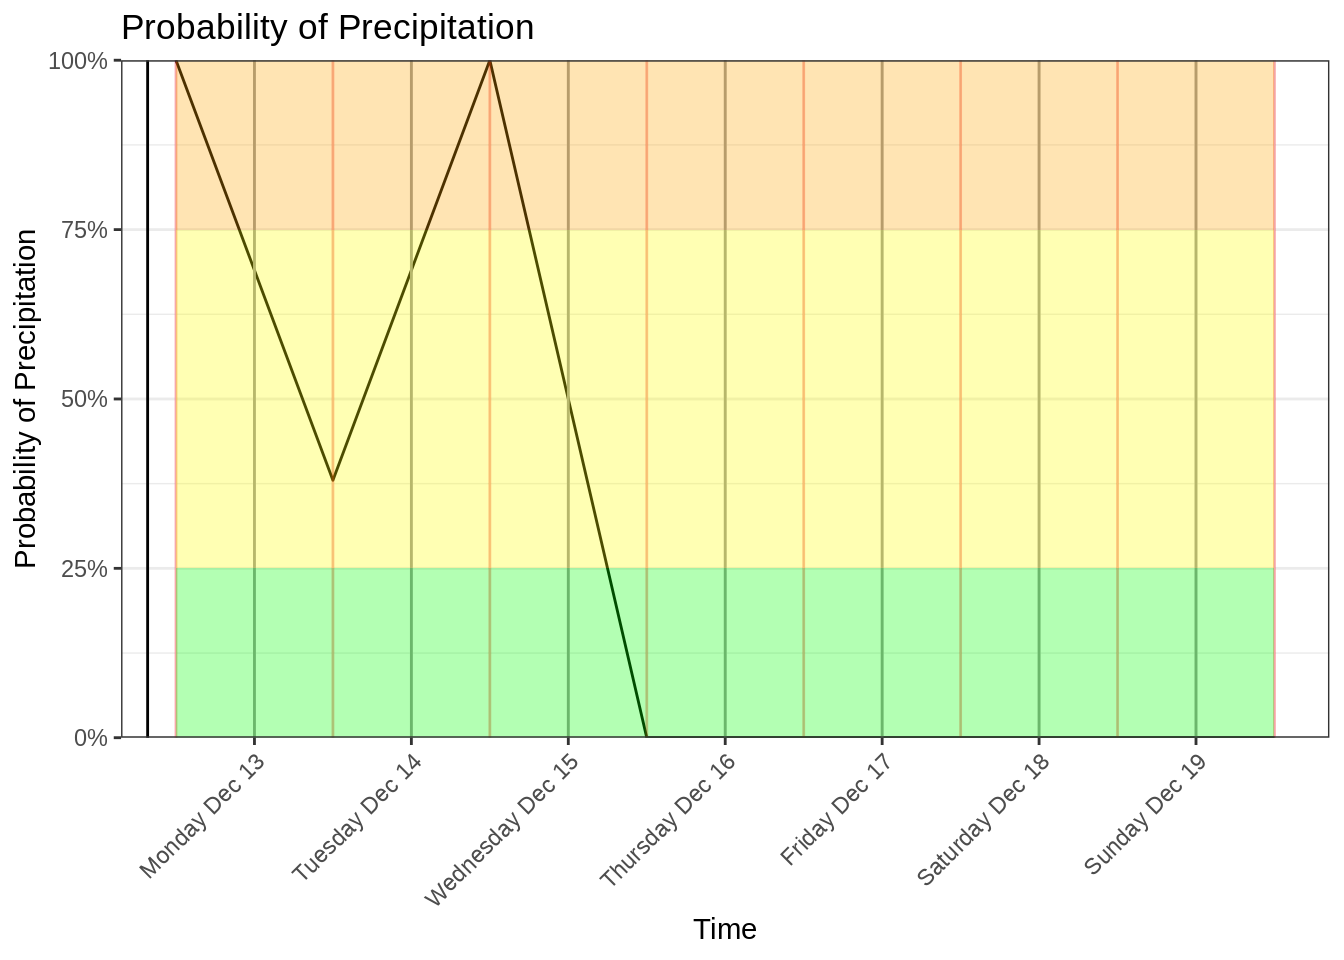 Probability of Precipitation
Probability of Precipitation
100%
75%
50%
25%
0%
Monday Dec 13
Tuesday Dec 14
Wednesday Dec 15
Thursday Dec 16
Friday Dec 17
Saturday Dec 18
Sunday Dec 19
Time